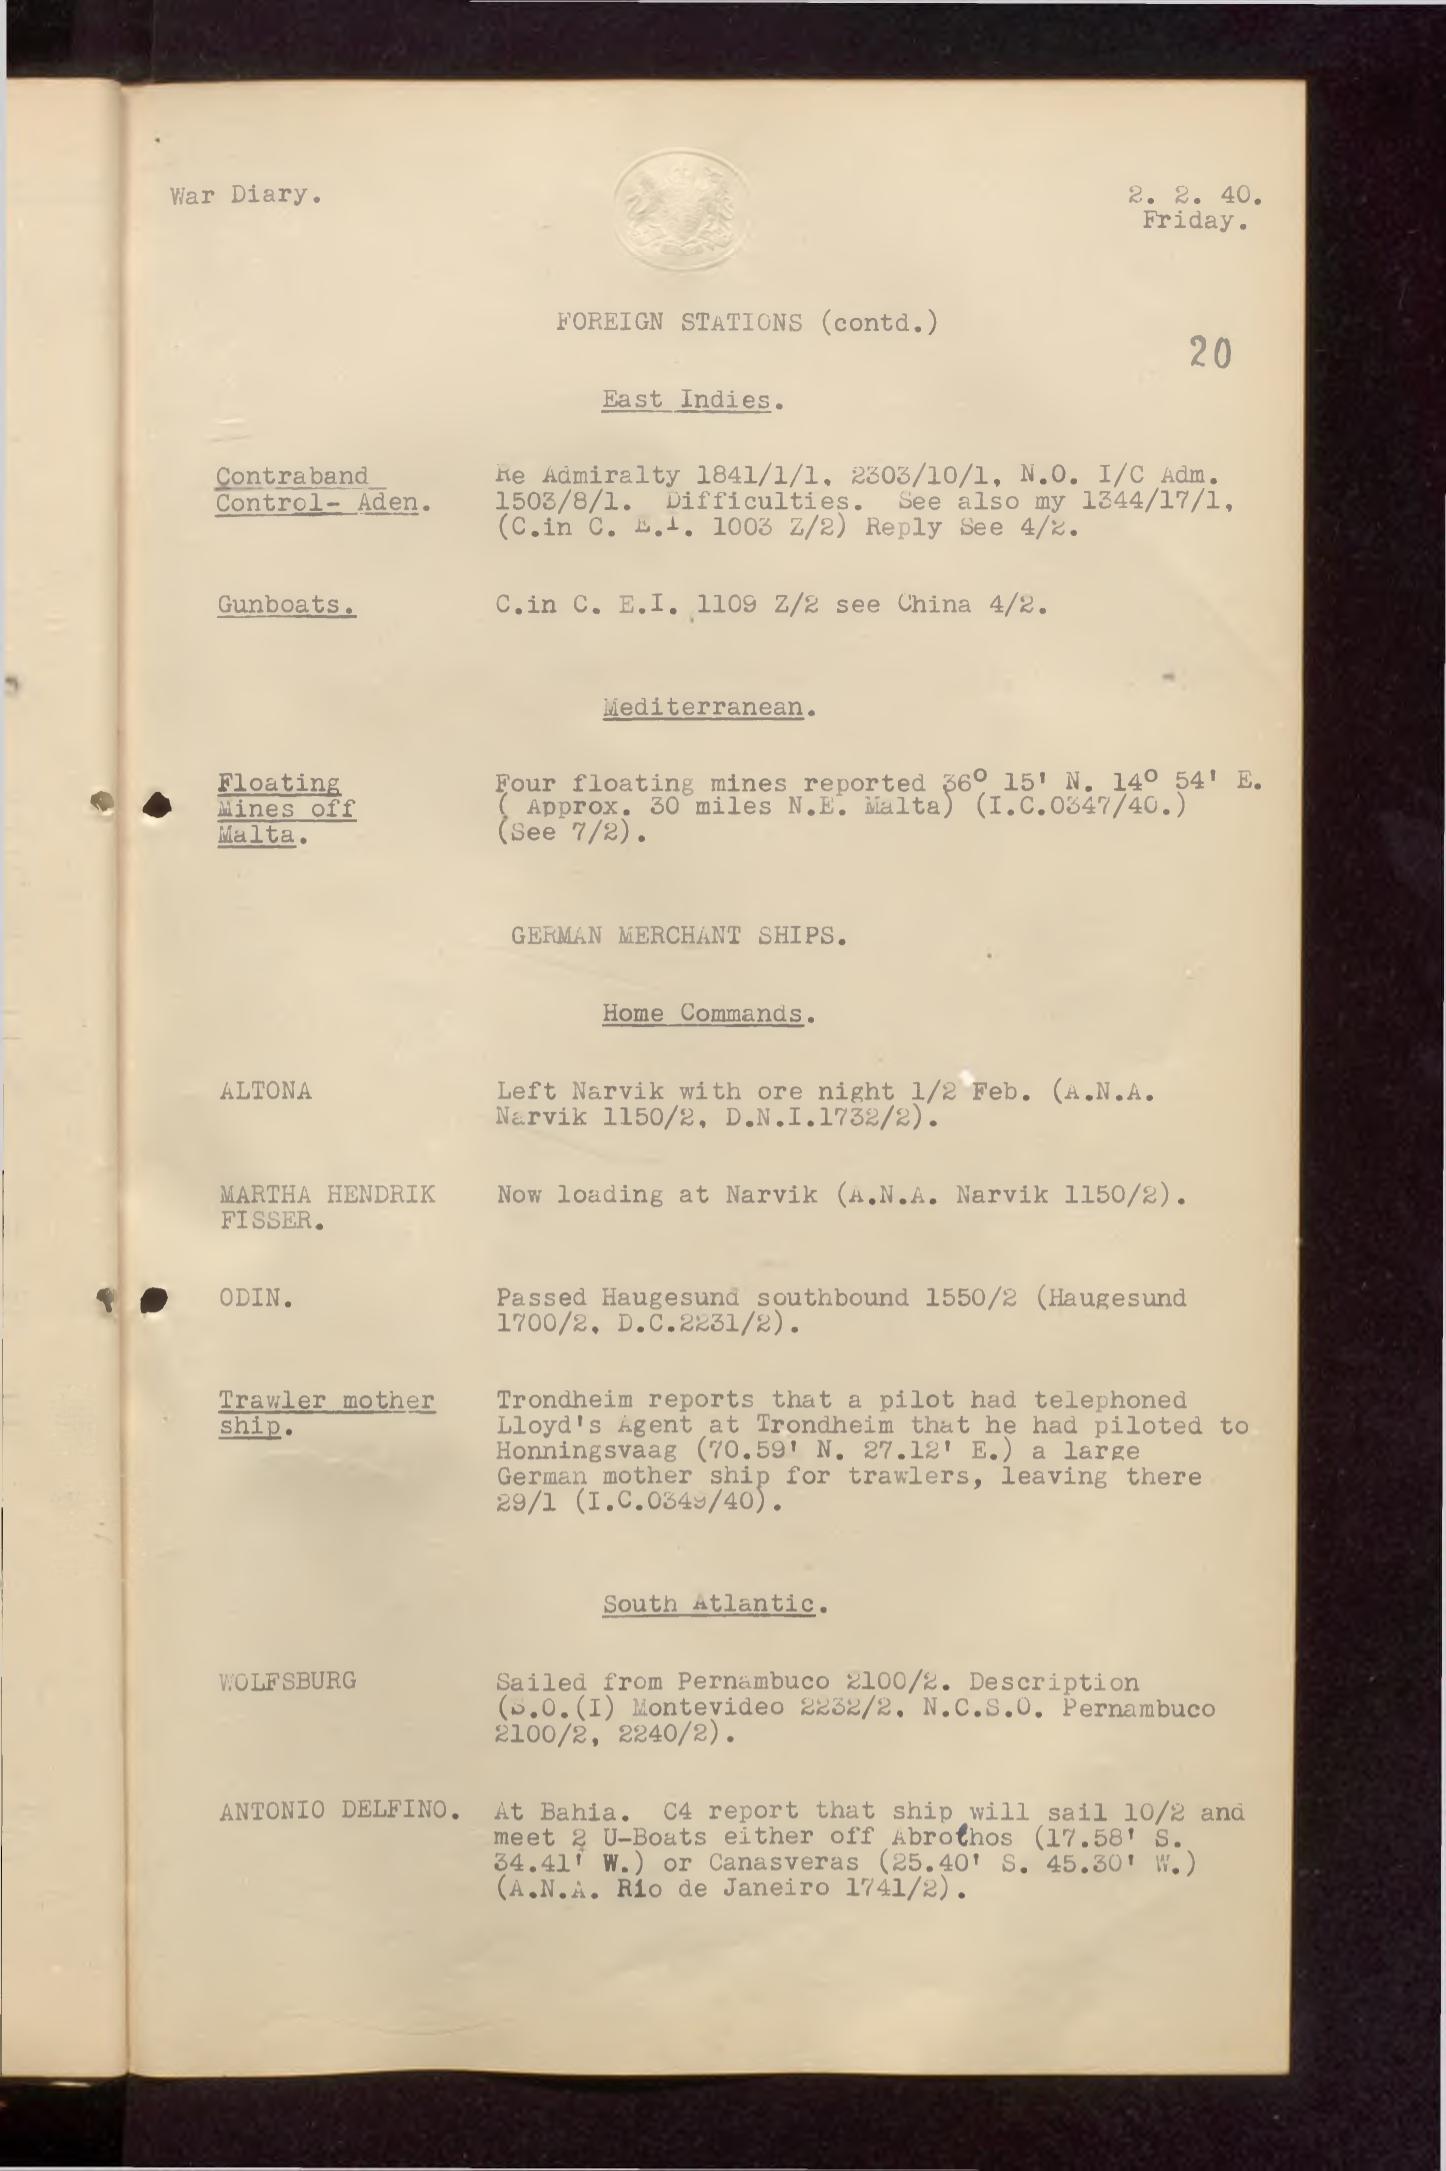 War Diary.
2. 2. 40.
Friday.
FOREIGN STATIONS (contd.)
20
East Indies.
Contraband Control- Aden.
Re Admiralty 1841/1/1, 2303/10/1, N.O. I/C Adm.
1503/8/1. Difficulties. See also my 1344/17/1,
(C.in C. E.I. 1003 Z/2) Reply See 4/2.
Gunboats.
C.in C. E.I. 1109 Z/2 see China 4/2.
Mediterranean.
Floating
Mines off
Malta.
Four floating mines reported 36° 15' N. 14° 54' E.
( Approx. 30 miles N.E. Malta) (I.C.0347/40.)
(See 7/2).
GERMAN MERCHANT SHIPS.
Home Commands.
ALTONA
Left Narvik with ore night 1/2 Feb. (A.N.A.
Narvik 1150/2, D.N.I.1732/2).
MARTHA HENDRIK
FISSER.
Now loading at Narvik (A.N.A. Narvik 1150/2).
ODIN.
Passed Haugesund southbound 1550/2 (Haugesund
1700/2, D.C.2231/2).
Trawler mother
ship.
Trondheim reports that a pilot had telephoned
Lloyd's Agent at Trondheim that he had piloted to
Honningsvaag (70.59' N. 27.12' E.) a large
German mother ship for trawlers, leaving there
29/1 (I.C.0349/40).
South Atlantic.
WOLFSBURG
Sailed from Pernambuco 2100/2. Description
(S.O.(I) Montevideo 2232/2, N.C.S.O. Pernambuco
2100/2, 2240/2).
ANTONIO DELFINO.
At Bahia. C4 report that ship will sail 10/2 and
meet 2 U-Boats either off Abrothos (17.58' S.
34.41' W.) or Canasveras (25.40' S. 45.30' W.)
(A.N.A. Rio de Janeiro 1741/2).